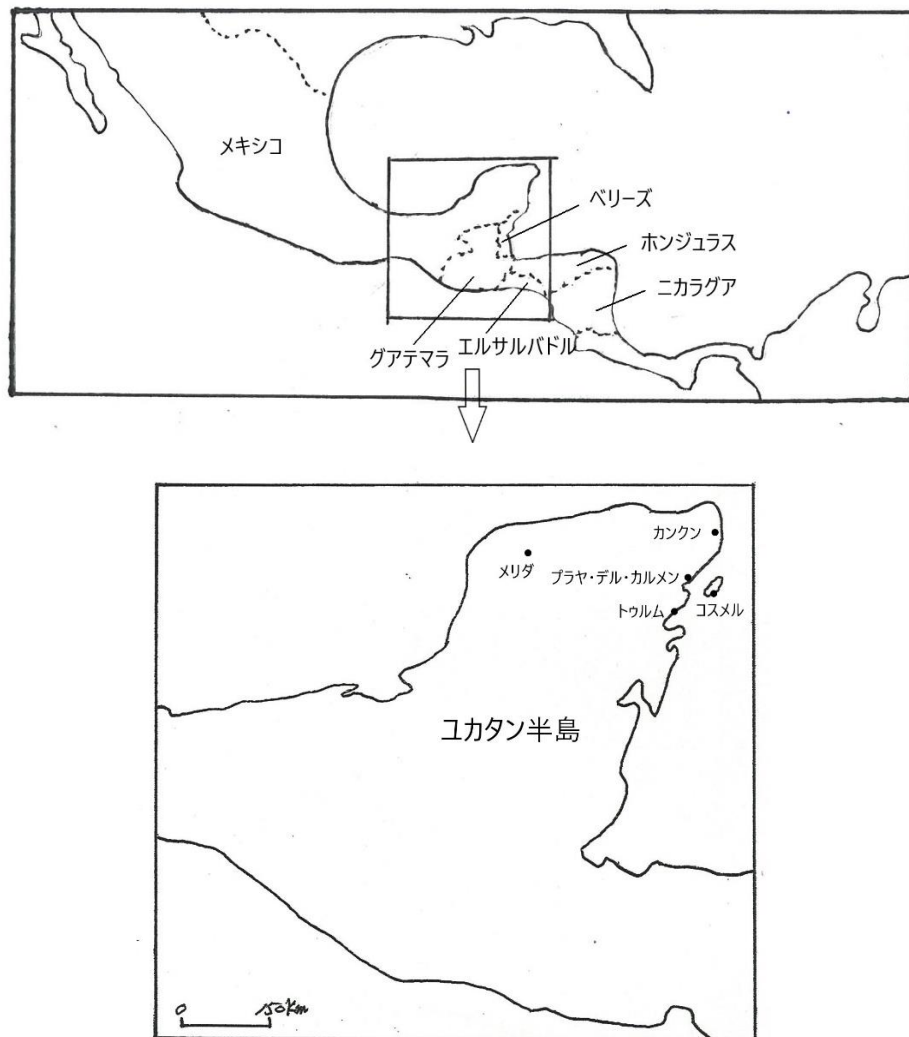 メキシコ
ベリーズ
ホンジュラス
ニカラグア
エルサルバドル
グアテマラ
カンクン
メリダ
プラヤ・デル・カルメン
トゥルム
コスメル
ユカタン半島
0 150km